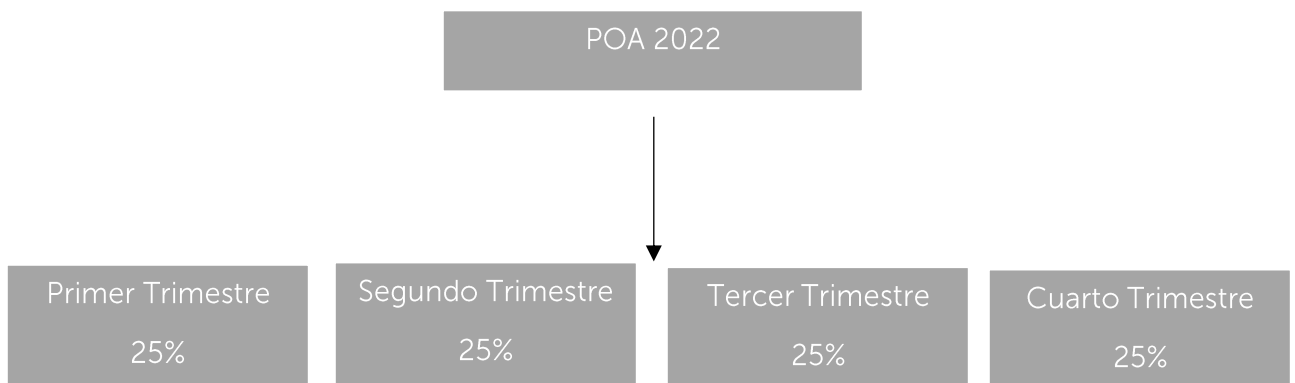 POA 2022
Primer Trimestre
25%
Segundo Trimestre
25%
Tercer Trimestre
25%
Cuarto Trimestre
25%